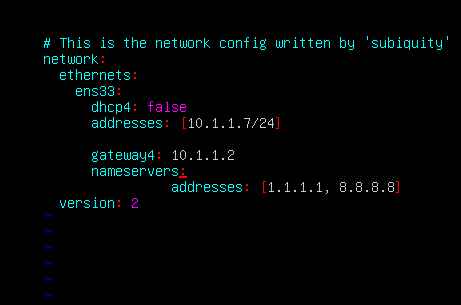 # This is the network config written by 'subiquity'
network:
  ethernets:
    ens33:
      dhcp4: false
      addresses: [10.1.1.7/24]

      gateway4: 10.1.1.2
      nameservers:
                addresses: [1.1.1.1, 8.8.8.8]
  version: 2
~
~
~
~
~
~